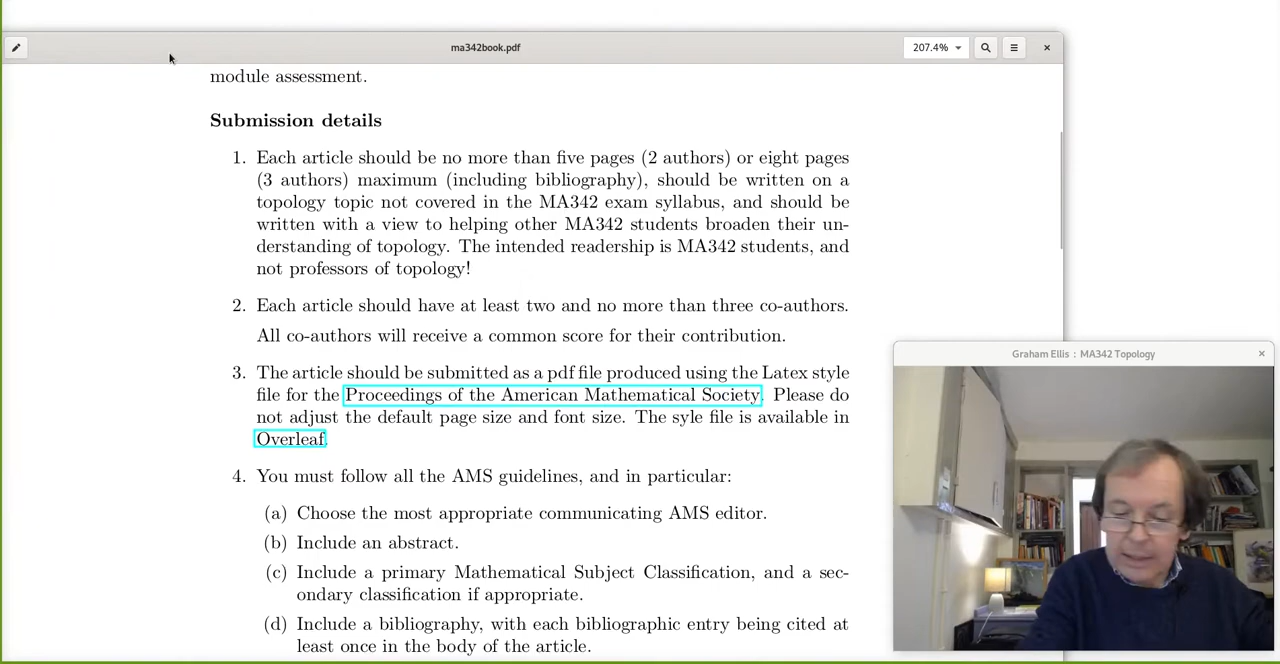 ma342book.pdf
207.4%
module assessment.
Submission details
1. Each article should be no more than five pages (2 authors) or eight pages
(3 authors) maximum (including bibliography), should be written on a
topology topic not covered in the MA342 exam syllabus, and should be
written with a view to helping other MA342 students broaden their un-
derstanding of topology. The intended readership is MA342 students, and
not professors of topology!
2. Each article should have at least two and no more than three co-authors.
All co-authors will receive a common score for their contribution.
3. The article should be submitted as a pdf file produced using the Latex style
file for the Proceedings of the American Mathematical Society. Please do
not adjust the default page size and font size. The syle file is available in
Overleaf.
4. You must follow all the AMS guidelines, and in particular:
(a) Choose the most appropriate communicating AMS editor.
(b) Include an abstract.
(c) Include a primary Mathematical Subject Classification, and a sec-
ondary classification if appropriate.
(d) Include a bibliography, with each bibliographic entry being cited at
least once in the body of the article.
Graham Ellis : MA342 Topology